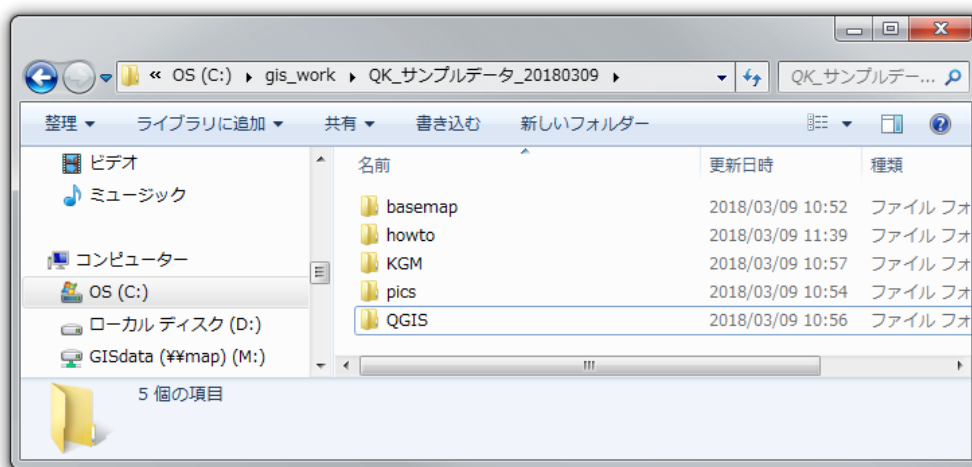 « OS (C:) ▸ gis_work ▸ QK_サンプルデータ_20180309 ▸
QK_サンプルデー...
整理 ▼ ライブラリに追加 ▼ 共有 ▼ 書き込む 新しいフォルダー
ビデオ
ミュージック
コンピューター
OS (C:)
ローカル ディスク (D:)
GISdata (¥¥map) (M:)
名前 更新日時 種類
basemap 2018/03/09 10:52 ファイル フォ
howto 2018/03/09 11:39 ファイル フォ
KGM 2018/03/09 10:57 ファイル フォ
pics 2018/03/09 10:54 ファイル フォ
QGIS 2018/03/09 10:56 ファイル フォ
5 個の項目